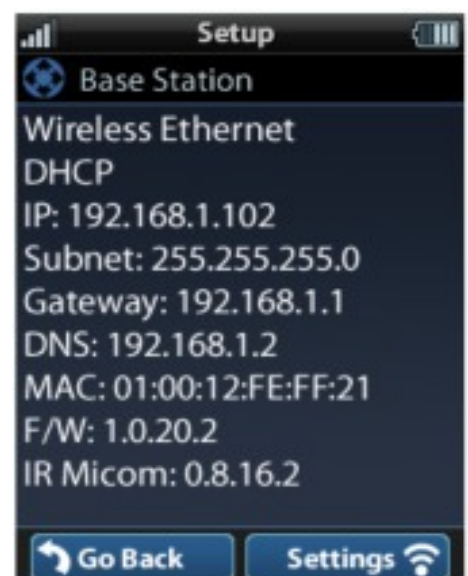 Setup
Base Station
Wireless Ethernet
DHCP
IP: 192.168.1.102
Subnet: 255.255.255.0
Gateway: 192.168.1.1
DNS: 192.168.1.2
MAC: 01:00:12:FE:FF:21
F/W: 1.0.20.2
IR Micom: 0.8.16.2
Go Back Settings